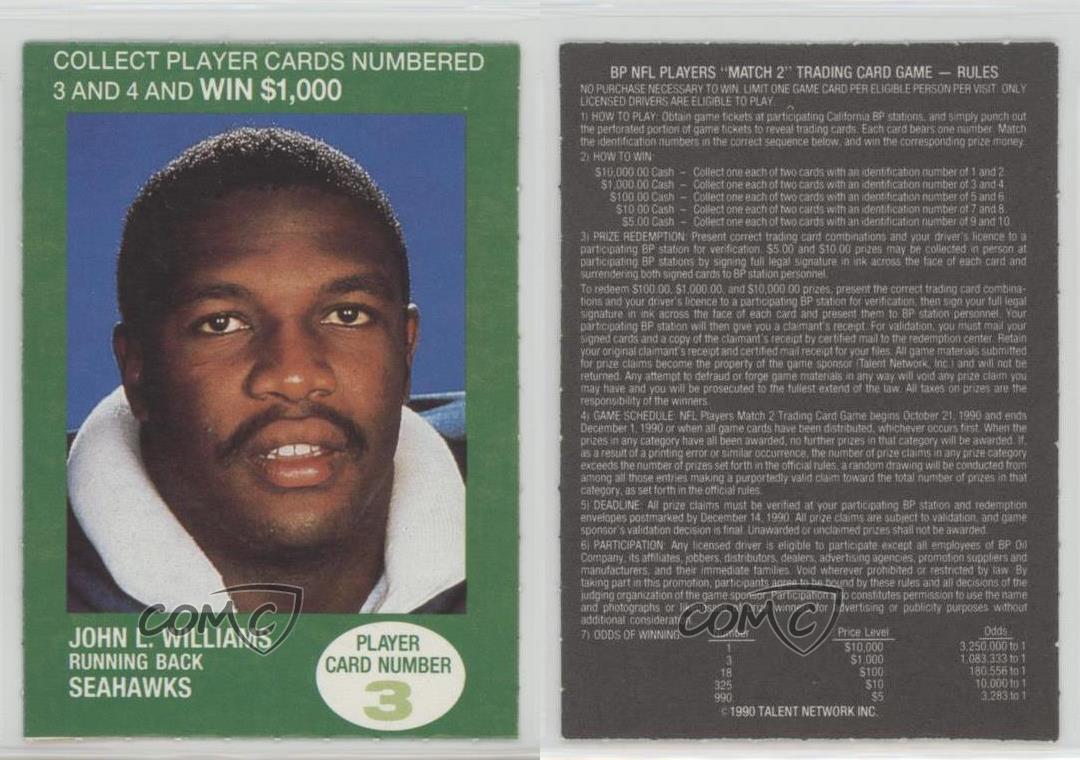 COLLECT PLAYER CARDS NUMBERED
3 AND 4 AND WIN $1,000
JOHN L. WILLIAMS
RUNNING BACK
SEAHAWKS
PLAYER
CARD NUMBER
3
COMC
BP NFL PLAYERS "MATCH 2" TRADING CARD GAME — RULES
NO PURCHASE NECESSARY TO WIN. LIMIT ONE GAME CARD PER ELIGIBLE PERSON PER VISIT. ONLY
LICENSED DRIVERS ARE ELIGIBLE TO PLAY.
1) HOW TO PLAY: Obtain game tickets at participating California BP stations, and simply punch out
the perforated portion of game tickets to reveal trading cards. Each card bears one number. Match
the identification numbers in the correct sequence below, and win the corresponding prize money.
2) HOW TO WIN:
$10,000.00 Cash – Collect one each of two cards with an identification number of 1 and 2.
$1,000.00 Cash – Collect one each of two cards with an identification number of 3 and 4.
$100.00 Cash – Collect one each of two cards with an identification number of 5 and 6.
$10.00 Cash – Collect one each of two cards with an identification number of 7 and 8.
$5.00 Cash – Collect one each of two cards with an identification number of 9 and 10.
3) PRIZE REDEMPTION: Present correct trading card combinations and your driver's licence to a
participating BP station for verification. $5.00 and $10.00 prizes may be collected in person at
participating BP stations by signing full legal signature in ink across the face of each card and
surrendering both signed cards to BP station personnel.
To redeem $100.00, $1,000.00, and $10,000.00 prizes, present the correct trading card combina-
tions and your driver's licence to a participating BP station for verification, then sign your full legal
signature in ink across the face of each card and present them to BP station personnel. Your
participating BP station will then give you a claimant's receipt. For validation, you must mail your
signed cards and a copy of the claimant's receipt by certified mail to the redemption center. Retain
your original claimant's receipt and certified mail receipt for your files. All game materials submitted
for prize claims become the property of the game sponsor (Talent Network, Inc.) and will not be
returned. Any attempt to defraud or forge game materials in any way will void any prize claim you
may have and you will be prosecuted to the fullest extend of the law. All taxes on prizes are the
responsibility of the winners.
4) GAME SCHEDULE: NFL Players Match 2 Trading Card Game begins October 21, 1990 and ends
December 1, 1990 or when all game cards have been distributed, whichever occurs first. When the
prizes in any category have all been awarded, no further prizes in that category will be awarded. If,
as a result of a printing error or similar occurrence, the number of prize claims in any prize category
exceeds the number of prizes set forth in the official rules, a random drawing will be conducted from
among all those entries making a purportedly valid claim toward the total number of prizes in that
category, as set forth in the official rules.
5) DEADLINE: All prize claims must be verified at your participating BP station and redemption
envelopes postmarked by December 14, 1990. All prize claims are subject to validation, and game
sponsor's validation decision is final. Unawarded or unclaimed prizes shall not be awarded.
6) PARTICIPATION: Any licensed driver is eligible to participate except all employees of BP Oil
Company, its affiliates, jobbers, distributors, dealers, advertising agencies, promotion suppliers and
manufacturers, and their immediate families. Void wherever prohibited or restricted by law. By
taking part in this promotion, participants agree to be bound by these rules and all decisions of the
judging organization of the game sponsor. Participation also constitutes permission to use the name
and photographs or winner advertising or publicity purposes without
additional consideration
7) ODDS OF WINNING: Number Price Level Odds
1 $10,000 3,250,000 to 1
3 $1,000 1,083,333 to 1
18 $100 180,556 to 1
325 $10 10,000 to 1
990 $5 3,283 to 1
©1990 TALENT NETWORK INC.
COMC